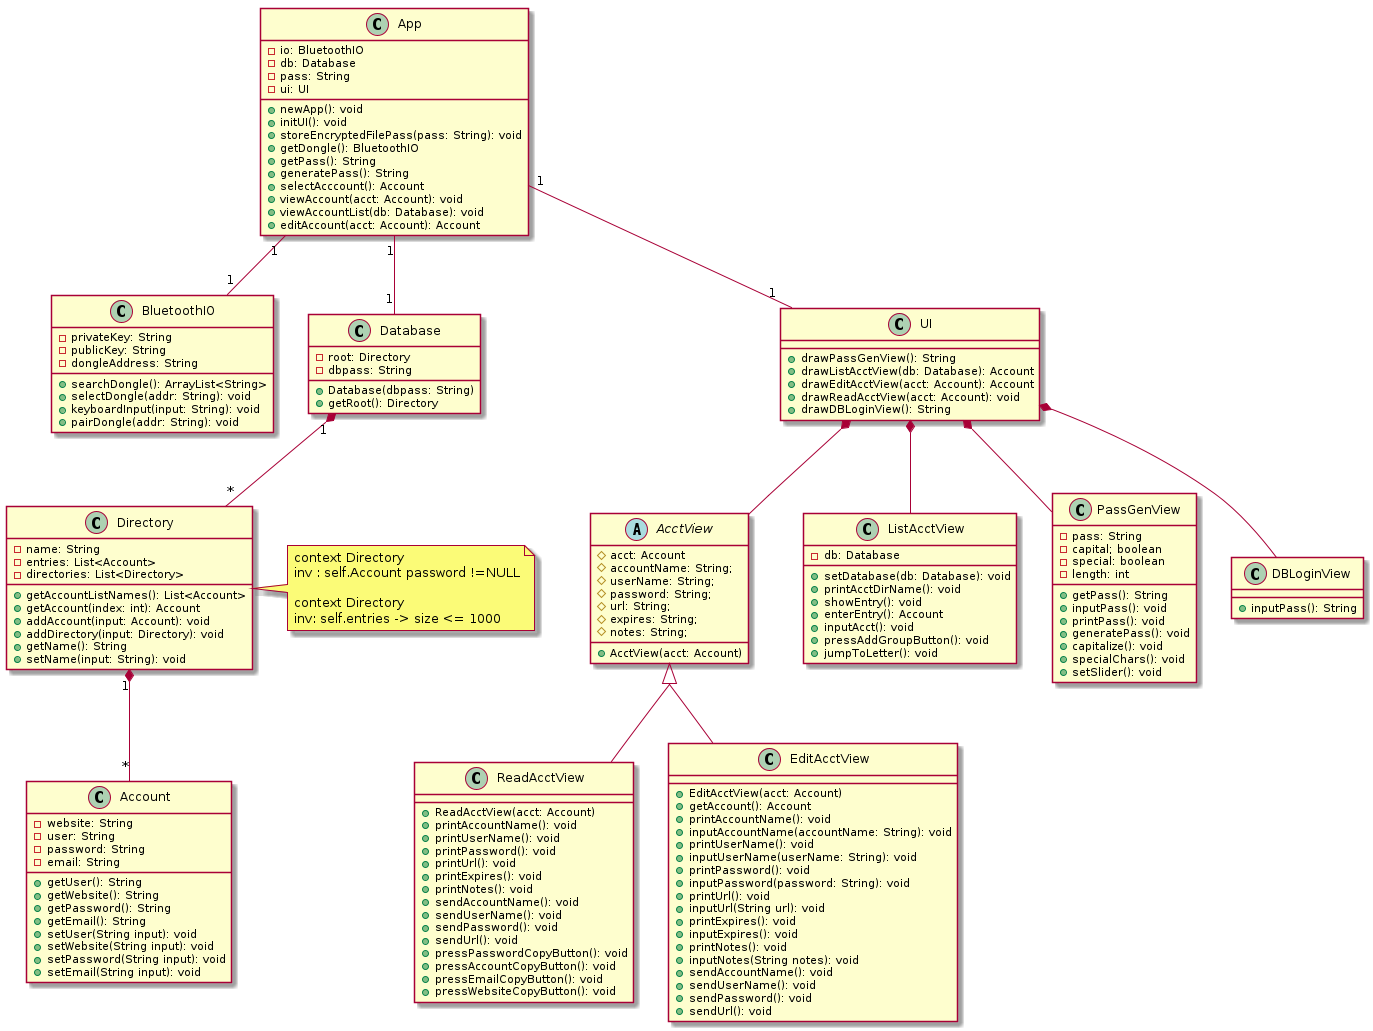 C App
io: BluetoothIO
db: Database
pass: String
ui: UI
newApp(): void
initUI(): void
storeEncryptedFilePass(pass: String): void
getDongle(): BluetoothIO
getPass(): String
generatePass(): String
selectAcccount(): Account
viewAccount(acct: Account): void
viewAccountList(db: Database): void
editAccount(acct: Account): Account
1
1
1
1
1
1
C BluetoothIO
privateKey: String
publicKey: String
dongleAddress: String
searchDongle(): ArrayList<String>
selectDongle(addr: String): void
keyboardInput(input: String): void
pairDongle(addr: String): void
C Database
root: Directory
dbpass: String
Database(dbpass: String)
getRoot(): Directory
C UI
drawPassGenView(): String
drawListAcctView(db: Database): Account
drawEditAcctView(acct: Account): Account
drawReadAcctView(acct: Account): void
drawDBLoginView(): String
1
*
C Directory
name: String
entries: List<Account>
directories: List<Directory>
getAccountListNames(): List<Account>
getAccount(index: int): Account
addAccount(input: Account): void
addDirectory(input: Directory): void
getName(): String
setName(input: String): void
context Directory
inv : self.Account password !=NULL
context Directory
inv: self.entries -> size <= 1000
A AcctView
acct: Account
accountName: String;
userName: String;
password: String;
url: String;
expires: String;
notes: String;
AcctView(acct: Account)
C ListAcctView
db: Database
setDatabase(db: Database): void
printAcctDirName(): void
showEntry(): void
enterEntry(): Account
inputAcct(): void
pressAddGroupButton(): void
jumpToLetter(): void
C PassGenView
pass: String
capital; boolean
special: boolean
length: int
getPass(): String
inputPass(): void
printPass(): void
generatePass(): void
capitalize(): void
specialChars(): void
setSlider(): void
C DBLoginView
inputPass(): String
1
*
C Account
website: String
user: String
password: String
email: String
getUser(): String
getWebsite(): String
getPassword(): String
getEmail(): String
setUser(String input): void
setWebsite(String input): void
setPassword(String input): void
setEmail(String input): void
C ReadAcctView
ReadAcctView(acct: Account)
printAccountName(): void
printUserName(): void
printPassword(): void
printUrl(): void
printExpires(): void
printNotes(): void
sendAccountName(): void
sendUserName(): void
sendPassword(): void
sendUrl(): void
pressPasswordCopyButton(): void
pressAccountCopyButton(): void
pressEmailCopyButton(): void
pressWebsiteCopyButton(): void
C EditAcctView
EditAcctView(acct: Account)
getAccount(): Account
printAccountName(): void
inputAccountName(accountName: String): void
printUserName(): void
inputUserName(userName: String): void
printPassword(): void
inputPassword(password: String): void
printUrl(): void
inputUrl(String url): void
printExpires(): void
inputExpires(): void
printNotes(): void
inputNotes(String notes): void
sendAccountName(): void
sendUserName(): void
sendPassword(): void
sendUrl(): void